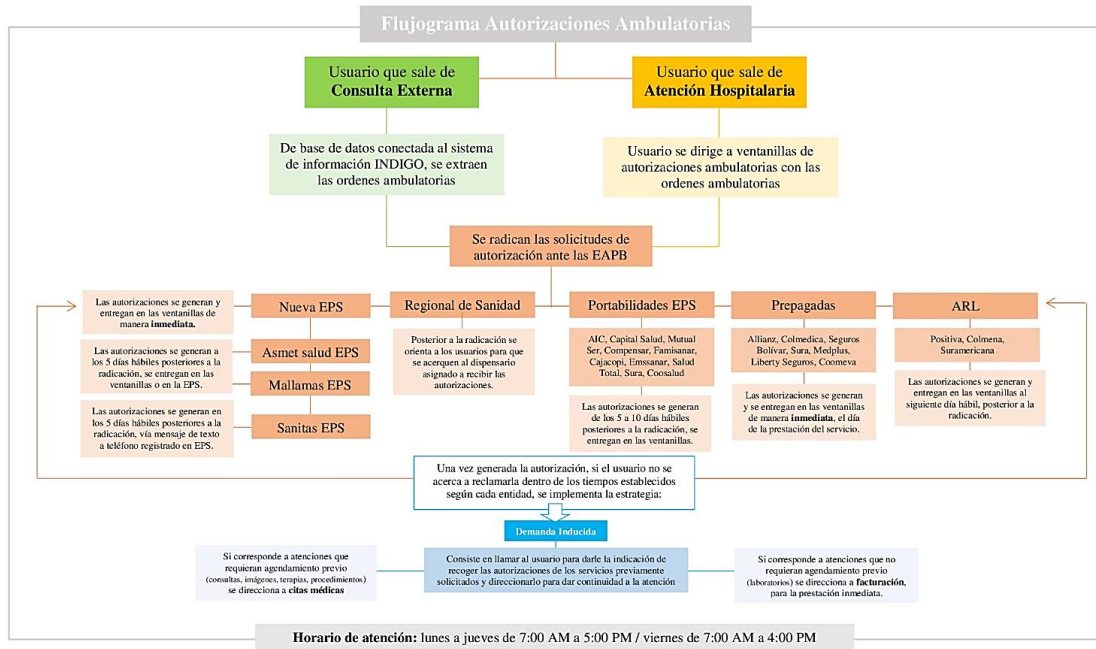 Flujograma Autorizaciones Ambulatorias
Usuario que sale de
Consulta Externa
Usuario que sale de
Atención Hospitalaria
De base de datos conectada al sistema
de información INDIGO, se extraen
las ordenes ambulatorias
Usuario se dirige a ventanillas de
autorizaciones ambulatorias con las
ordenes ambulatorias
Se radican las solicitudes de
autorización ante las EAPB
Las autorizaciones se generan y
entregan en las ventanillas de
manera inmediata.
Nueva EPS
Las autorizaciones se generan a
los 5 días hábiles posteriores a la
radicación, se entregan en las
ventanillas o en la EPS.
Asmet salud EPS
Mallamas EPS
Las autorizaciones se generan en
los 5 días hábiles posteriores a la
radicación, vía mensaje de texto
a teléfono registrado en EPS.
Sanitas EPS
Regional de Sanidad
Posterior a la radicación se
orienta a los usuarios para que
se acerquen al dispensario
asignado a recibir las
autorizaciones.
Portabilidades EPS
AIC, Capital Salud, Mutual
Ser, Compensar, Famisanar,
Cajacopi, Emssanar, Salud
Total, Sura, Coosalud
Las autorizaciones se generan
de los 5 a 10 días hábiles
posteriores a la radicación, se
entregan en las ventanillas.
Prepagadas
Allianz, Colmedica, Seguros
Bolívar, Sura, Medplus,
Liberty Seguros, Coomeva
Las autorizaciones se generan
y se entregan en las ventanillas
de manera inmediata, el día
de la prestación del servicio.
ARL
Positiva, Colmena,
Suramericana
Las autorizaciones se generan y
entregan en las ventanillas al
siguiente día hábil, posterior a la
radicación.
Una vez generada la autorización, si el usuario no se
acerca a reclamarla dentro de los tiempos establecidos
según cada entidad, se implementa la estrategia:
Demanda Inducida
Si corresponde a atenciones que
requieran agendamiento previo
(consultas, imágenes, terapias, procedimientos)
se direcciona a citas médicas
Consiste en llamar al usuario para darle la indicación de
recoger las autorizaciones de los servicios previamente
solicitados y direccionarlo para dar continuidad a la atención
Si corresponde a atenciones que no
requieran agendamiento previo
(laboratorios) se direcciona a facturación,
para la prestación inmediata.
Horario de atención: lunes a jueves de 7:00 AM a 5:00 PM / viernes de 7:00 AM a 4:00 PM